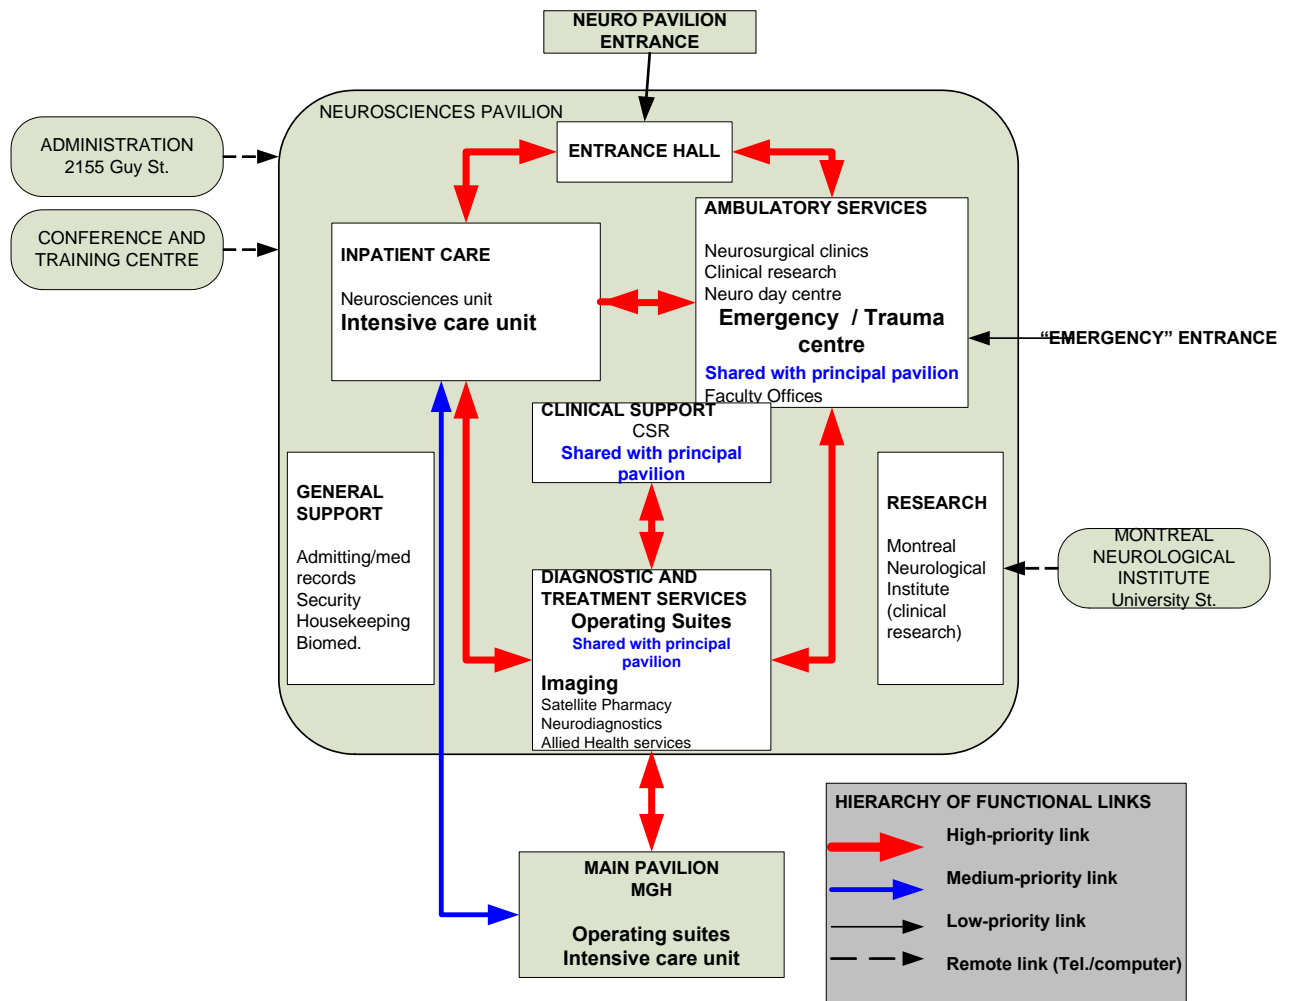 NEURO PAVILION
ENTRANCE
NEUROSCIENCES PAVILION
ADMINISTRATION
2155 Guy St.
CONFERENCE AND
TRAINING CENTRE
ENTRANCE HALL
INPATIENT CARE
Neurosciences unit
Intensive care unit
AMBULATORY SERVICES
Neurosurgical clinics
Clinical research
Neuro day centre
Emergency / Trauma
centre
Shared with principal pavilion
Faculty Offices
“EMERGENCY” ENTRANCE
CLINICAL SUPPORT
CSR
Shared with principal
pavilion
GENERAL
SUPPORT
Admitting/med
records
Security
Housekeeping
Biomed.
DIAGNOSTIC AND
TREATMENT SERVICES
Operating Suites
Shared with principal
pavilion
Imaging
Satellite Pharmacy
Neurodiagnostics
Allied Health services
RESEARCH
Montreal
Neurological
Institute
(clinical
research)
MONTREAL
NEUROLOGICAL
INSTITUTE
University St.
MAIN PAVILION
MGH
Operating suites
Intensive care unit
HIERARCHY OF FUNCTIONAL LINKS
High-priority link
Medium-priority link
Low-priority link
Remote link (Tel./computer)